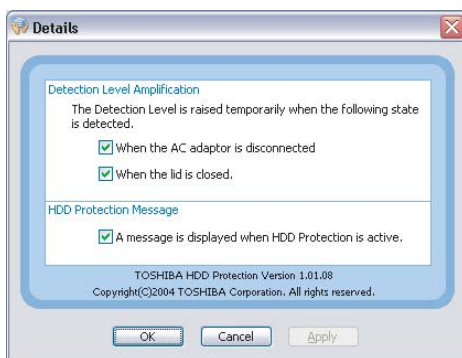 Details
Detection Level Amplification
The Detection Level is raised temporarily when the following state
is detected.
When the AC adaptor is disconnected
When the lid is closed.
HDD Protection Message
A message is displayed when HDD Protection is active.
TOSHIBA HDD Protection Version 1.01.08
Copyright(C)2004 TOSHIBA Corporation. All rights reserved.
OK Cancel Apply